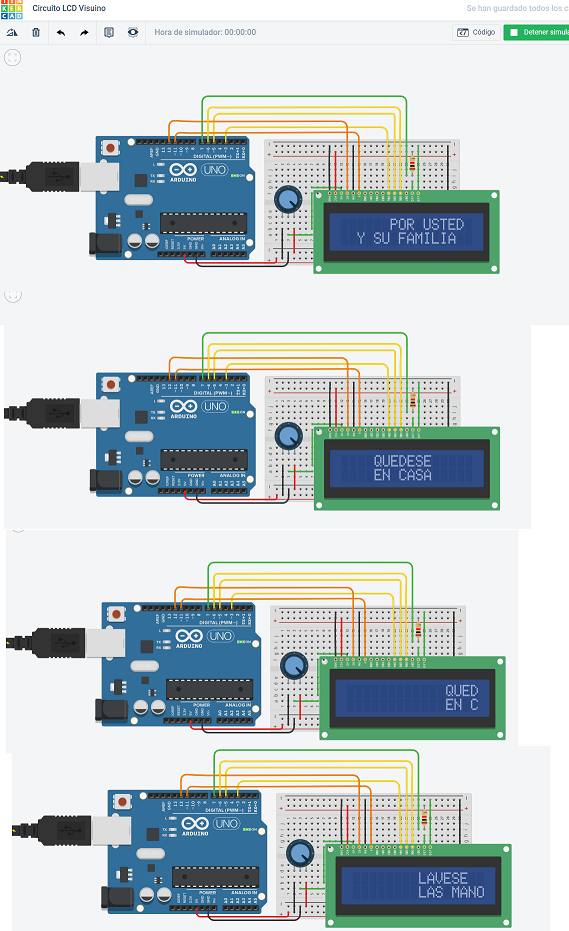 TIN
KER
CAD
Circuito LCD Visuino
Se han guardado todos los c
Hora de simulador: 00:00:00
Código
Detener simula
DIGITAL (PWM~)
UNO
ARDUINO
POWER
ANALOG IN
POR USTED
Y SU FAMILIA
DIGITAL (PWM~)
UNO
ARDUINO
POWER
ANALOG IN
QUEDESE
EN CASA
DIGITAL (PWM~)
UNO
ARDUINO
POWER
ANALOG IN
QUED
EN C
DIGITAL (PWM~)
UNO
ARDUINO
POWER
ANALOG IN
LAVESE
LAS MANO